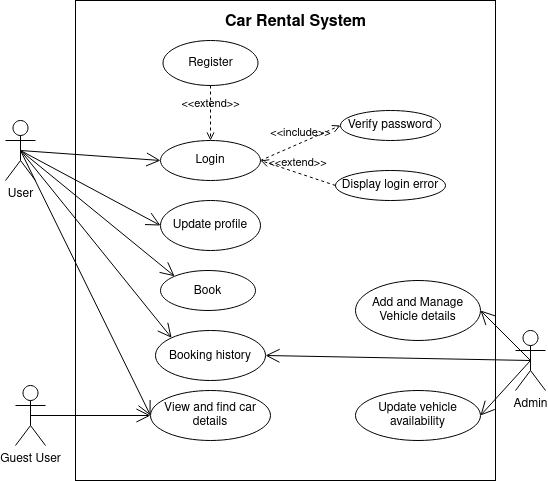 Car Rental System
Register
<<extend>>
<<include>>
Verify password
Login
<<extend>>
Display login error
User
Update profile
Book
Add and Manage
Vehicle details
Booking history
Admin
View and find car
details
Update vehicle
availability
Guest User